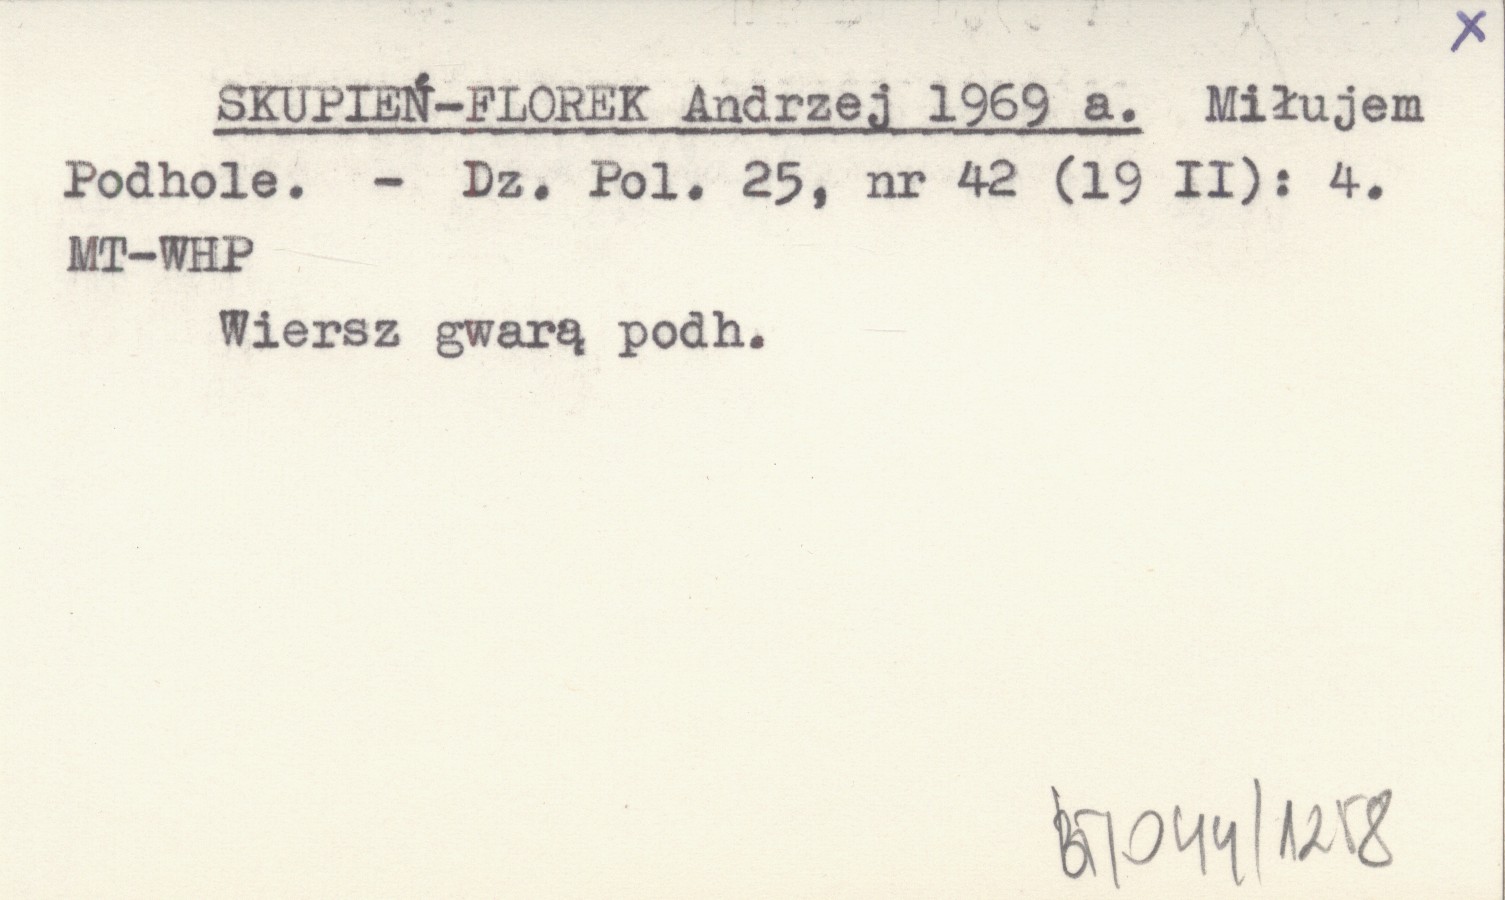 x
SKUPIEŃ-FLOREK Andrzej 1969 a. Miłujem
Podhole. - Dz. Pol. 25, nr 42 (19 II): 4.
MT-WHP
Wiersz gwarą podh.
BT/044/1258